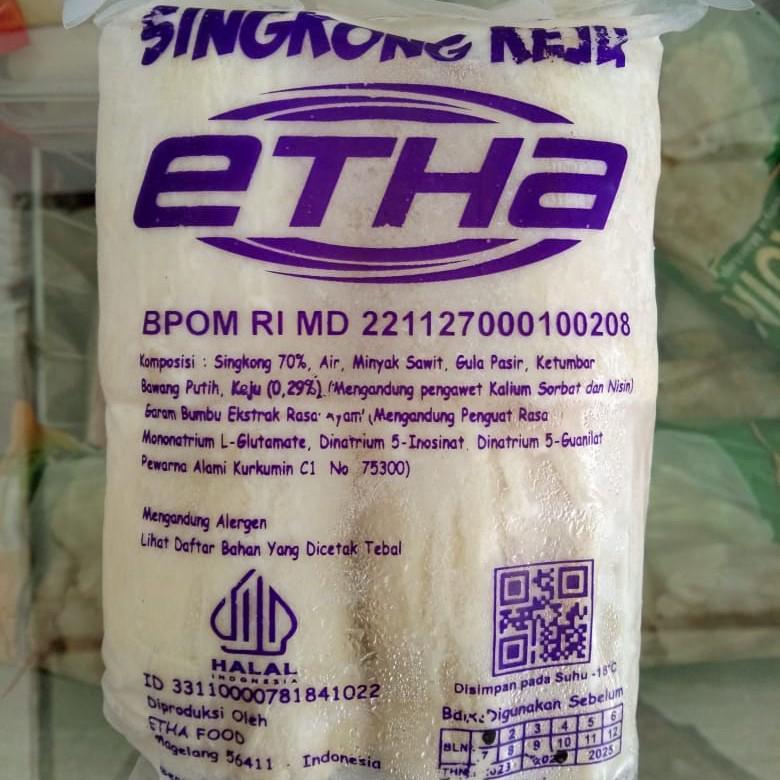 SINGKONG KEJU
eTHa
BPOM RI MD 221127000100208
Komposisi : Singkong 70%, Air, Minyak Sawit, Gula Pasir, Ketumbar
Bawang Putih, Keju (0,29%) (Mengandung pengawet Kalium Sorbat dan Nisin)
Garam Bumbu Ekstrak Rasa (Mengandung Penguat Rasa
Mononatrium L-Glutamate, Dinatrium 5-Inosinat, Dinatrium 5-Guanilat
Pewarna Alami Kurkumin C1 No 75300)
Mengandung Alergen
Lihat Daftar Bahan Yang Dicetak Tebal
HALAL
INDONESIA
ID 33110000781841022
Diproduksi Oleh
ETHA FOOD
Magelang 56411 - Indonesia
Disimpan pada Suhu -18°C
Baik Digunakan Sebelum
BLN 2 3 4 5 6
7 8 9 10 11 12
THN 2025